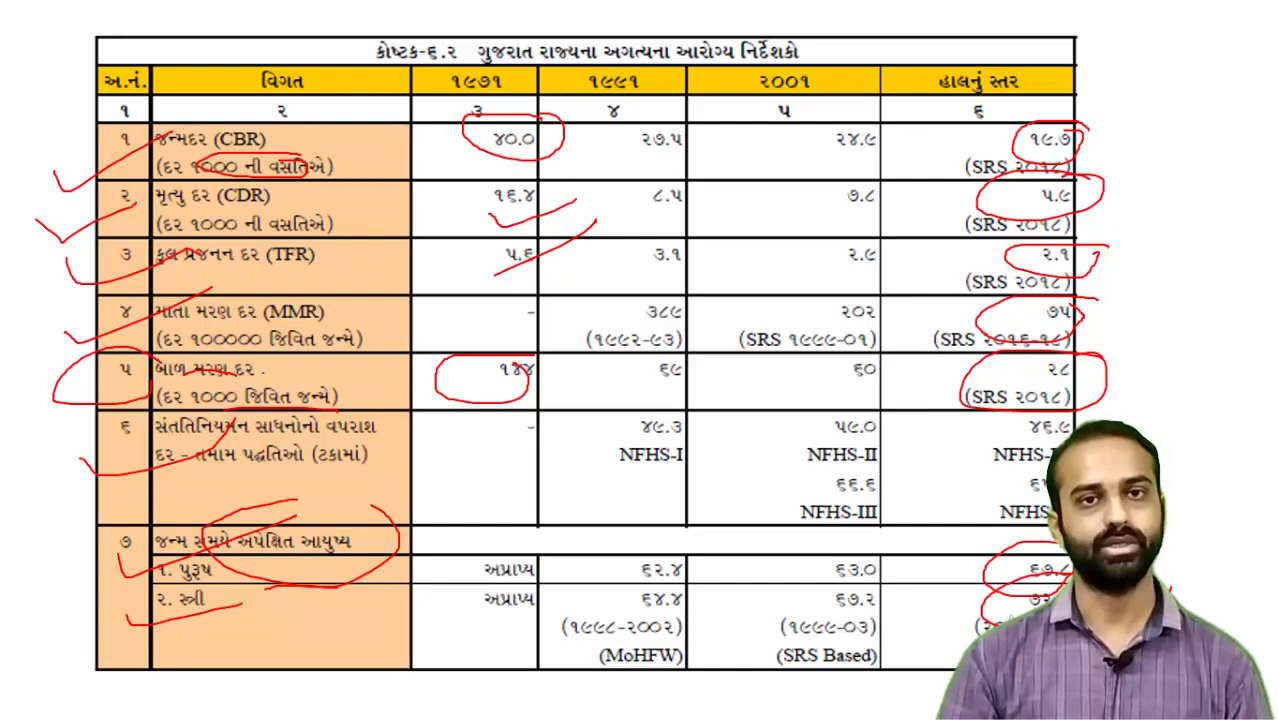 કોષ્ટક-૬.૨ ગુજરાત રાજ્યના અગત્યના આરોગ્ય નિર્દેશકો
અ.નં. વિગત ૧૯૭૧ ૧૯૯૧ ૨૦૦૧ હાલનું સ્તર
૧ ૨ ૩ ૪ ૫ ૬
૧ જન્મદર (CBR) ૪૦.૦ ૨૭.૫ ૨૪.૯ ૧૯.૭
(દર ૧૦૦૦ ની વસતિએ) (SRS ૨૦૧૮)
૨ મૃત્યુ દર (CDR) ૧૬.૪ ૮.૫ ૭.૮ ૫.૯
(દર ૧૦૦૦ ની વસતિએ) (SRS ૨૦૧૮)
૩ કુલ પ્રજનન દર (TFR) ૫.૬ ૩.૧ ૨.૯ ૨.૧
(SRS ૨૦૧૮)
૪ માતા મરણ દર (MMR) - ૩૮૯ ૨૦૨ ૭૫
(દર ૧૦૦૦૦૦ જિવિત જન્મે) (૧૯૯૨-૯૩) (SRS ૧૯૯૯-૦૧) (SRS ૨૦૧૬-૧૮)
૫ બાળ મરણ દર . ૧૪૪ ૬૯ ૬૦ ૨૮
(દર ૧૦૦૦ જિવિત જન્મે) (SRS ૨૦૧૮)
૬ સંતતિનિયમન સાધનોનો વપરાશ - ૪૯.૩ ૫૯.૦ ૪૬.૯
દર – તમામ પદ્ધતિઓ (ટકામાં) NFHS-I NFHS-II
૬૬.૬
NFHS-III
૭ જન્મ સમયે અપેક્ષિત આયુષ્ય
૧. પુરૂષ અપ્રાપ્ય ૬૨.૪ ૬૩.૦ ૬૭.૮
૨. સ્ત્રી અપ્રાપ્ય ૬૪.૪ ૬૭.૨
(૧૯૯૮-૨૦૦૨) (૧૯૯૯-૦૩)
(MoHFW) (SRS Based)